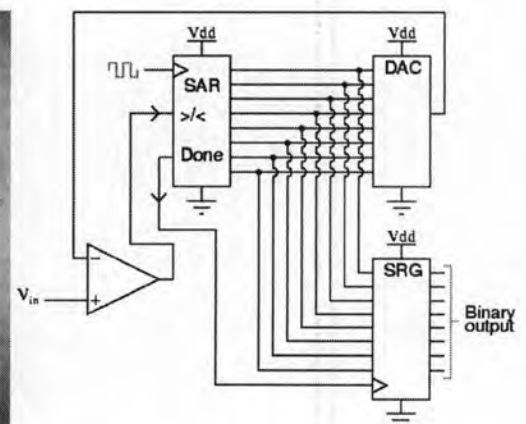 Vdd
Vdd
SAR
DAC
>/<
Done
Vdd
SRG
−
+
Vin
Binary
output